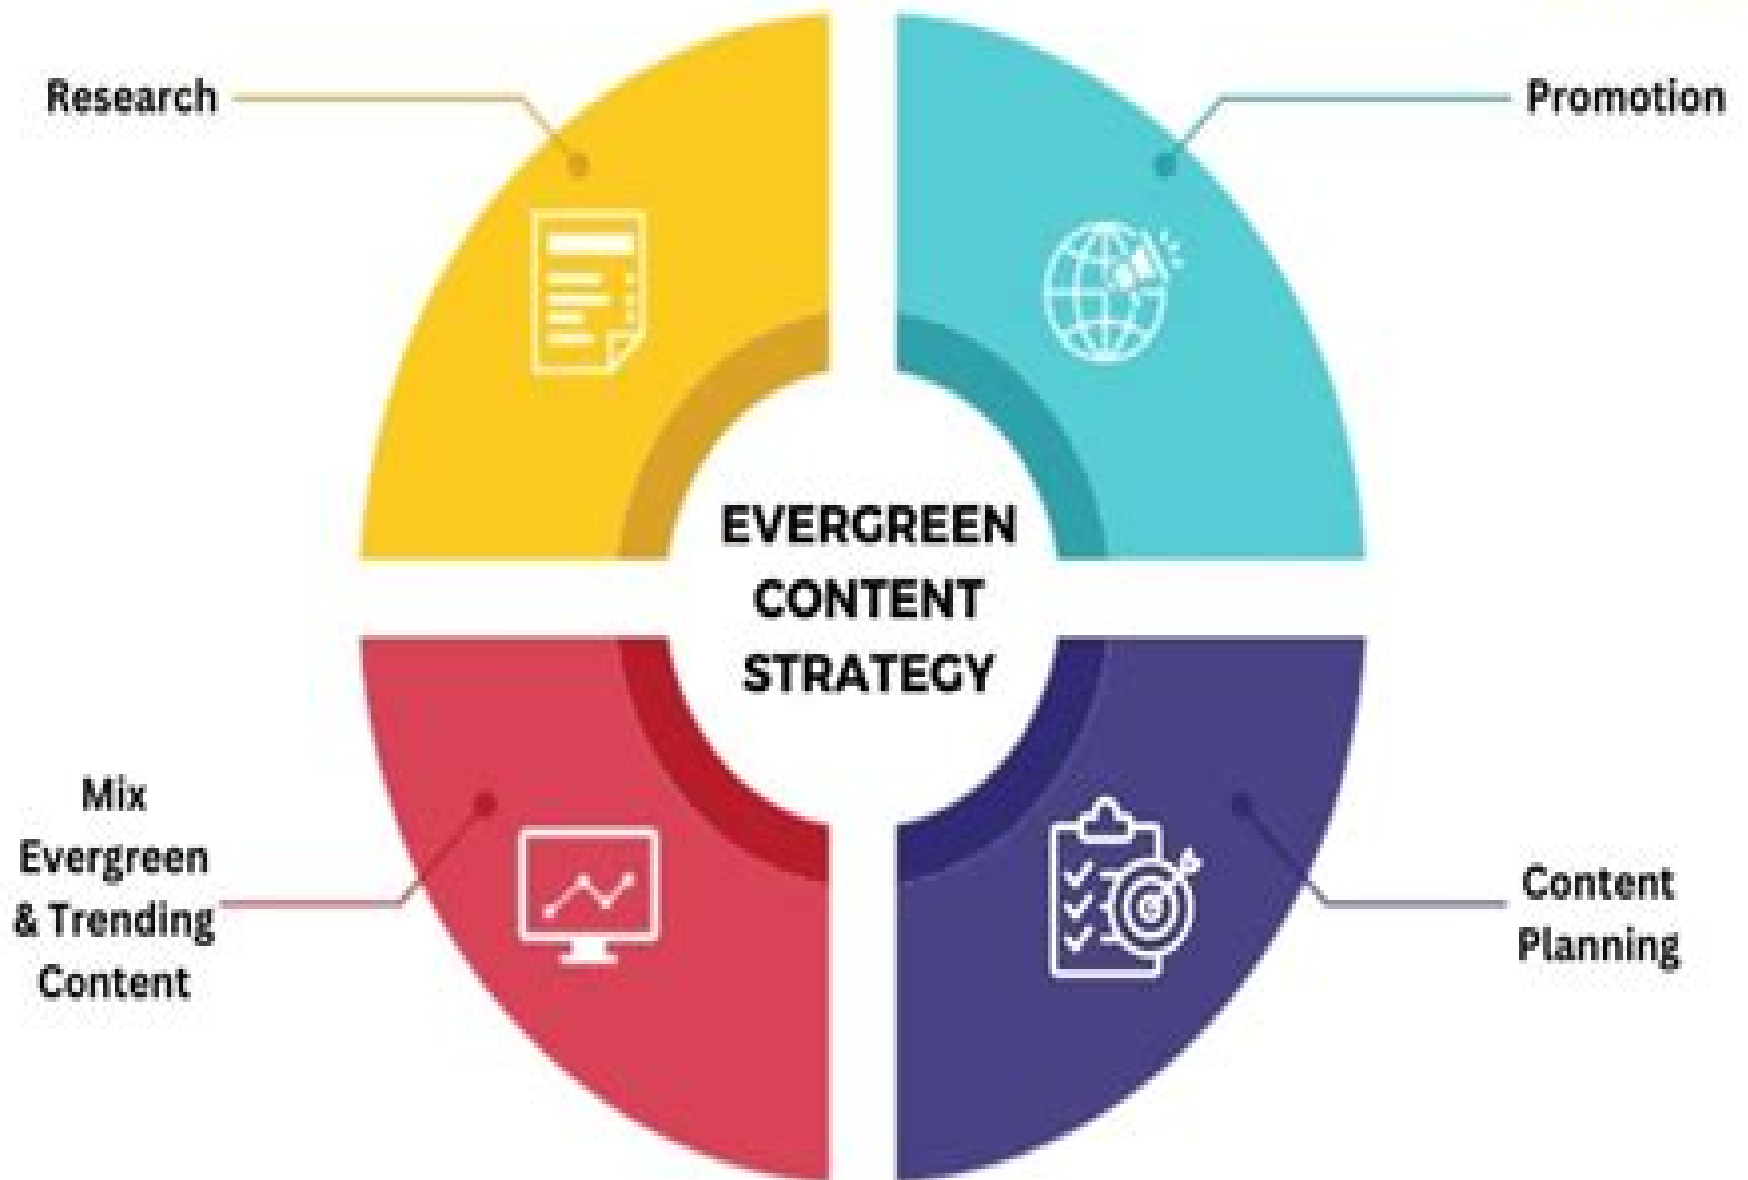 Research
Promotion
EVERGREEN
CONTENT
STRATEGY
Mix
Evergreen
& Trending
Content
Content
Planning